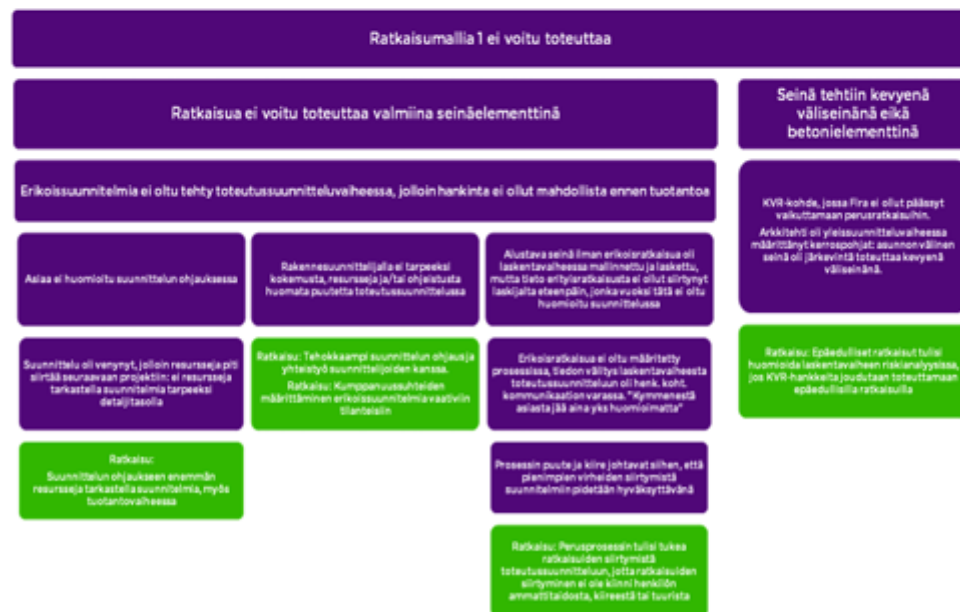 Ratkaisumallia 1 ei voitu toteuttaa
Ratkaisua ei voitu toteuttaa valmiina seinäelementtinä
Seinä tehtiin kevyenä
väliseinänä eikä
betonielementtinä
Erikoissuunnitelmia ei oltu tehty toteutussuunnitteluvaiheessa, jolloin hankinta ei ollut mahdollista ennen tuotantoa
KVR-kohde, jossa Fira ei ollut päässyt
vaikuttamaan perusratkaisuihin.
Arkkitehti oli yleissuunnitteluvaiheessa
määrittänyt kerrospohjat: asunnon välinen
seinä oli järkevintä toteuttaa kevyenä
väliseinänä.
Asiaa ei huomioitu suunnittelun ohjauksessa
Rakennesuunnittelijalla ei tarpeeksi
kokemusta, resursseja ja/tai ohjeistusta
huomata puutetta toteutussuunnittelussa
Alustava seinä ilman erikoisratkaisua oli
laskentavaiheessa mallinnettu ja laskettu,
mutta tieto erityisratkaisusta ei ollut siirtynyt
laskijalta eteenpäin, jonka vuoksi tätä ei oltu
huomioitu suunnittelussa
Suunnittelu oli venynyt, jolloin resursseja piti
siirtää seuraavaan projektiin: ei resursseja
tarkastella suunnitelmia tarpeeksi
detaljitasolla
Ratkaisu: Tehokkaampi suunnittelun ohjaus ja
yhteistyö suunnittelijoiden kanssa.
Ratkaisu: Kumppanuussuhteiden
määrittäminen erikoissuunnitelmia vaativiin
tilanteisiin
Erikoisratkaisua ei oltu määritetty
prosessissa, tiedon välitys laskentavaiheesta
toteutussuunnitteluun oli henk. koht.
kommunikaation varassa. "Kymmenestä
asiasta jää aina yks huomioimatta"
Ratkaisu: Epäedulliset ratkaisut tulisi
huomioida laskentavaiheen riskianalyysissa,
jos KVR-hankkeita joudutaan toteuttamaan
epäedullisilla ratkaisuilla
Ratkaisu:
Suunnittelun ohjaukseen enemmän
resursseja tarkastella suunnitelmia, myös
tuotantovaiheessa
Prosessin puute ja kiire johtavat siihen, että
pienimpien virheiden siirtymistä
suunnitelmiin pidetään hyväksyttävänä
Ratkaisu: Perusprosessin tulisi tukea
ratkaisuiden siirtymistä
toteutussuunnitteluun, jotta ratkaisuiden
siirtyminen ei ole kiinni henkilön
ammattitaidosta, kiireestä tai tuurista